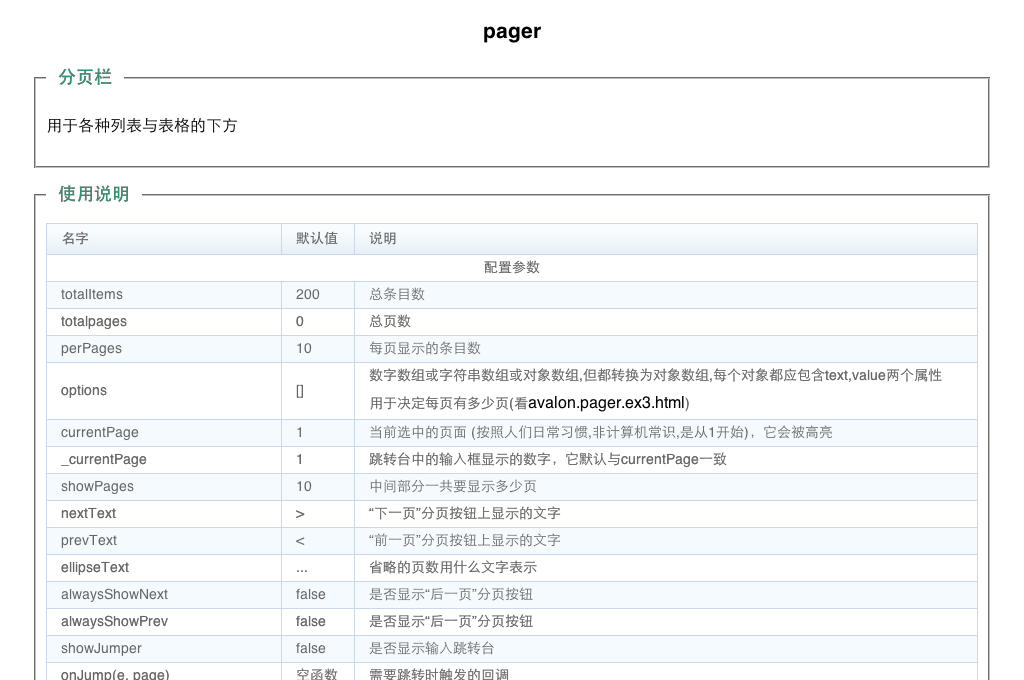 pager
分页栏
用于各种列表与表格的下方
使用说明
名字 默认值 说明
配置参数
totalItems 200 总条目数
totalpages 0 总页数
perPages 10 每页显示的条目数
options [] 数字数组或字符串数组或对象数组,但都转换为对象数组,每个对象都应包含text,value两个属性
用于决定每页有多少页(看avalon.pager.ex3.html)
currentPage 1 当前选中的页面 (按照人们日常习惯,非计算机常识,是从1开始)，它会被高亮
_currentPage 1 跳转台中的输入框显示的数字，它默认与currentPage一致
showPages 10 中间部分一共要显示多少页
nextText > “下一页”分页按钮上显示的文字
prevText < “前一页”分页按钮上显示的文字
ellipseText ... 省略的页数用什么文字表示
alwaysShowNext false 是否显示“后一页”分页按钮
alwaysShowPrev false 是否显示“后一页”分页按钮
showJumper false 是否显示输入跳转台
onJump(e, page) 空函数 需要跳转时触发的回调